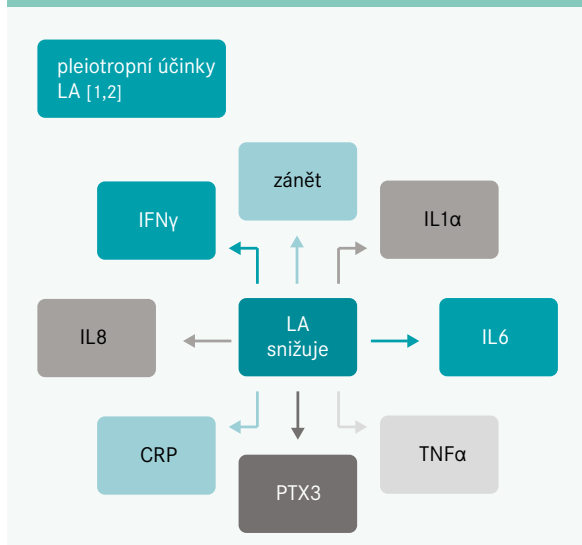 pleiotropní účinky
LA [1,2]
zánět
IFNγ
IL1α
IL8
LA
snižuje
IL6
CRP
TNFα
PTX3